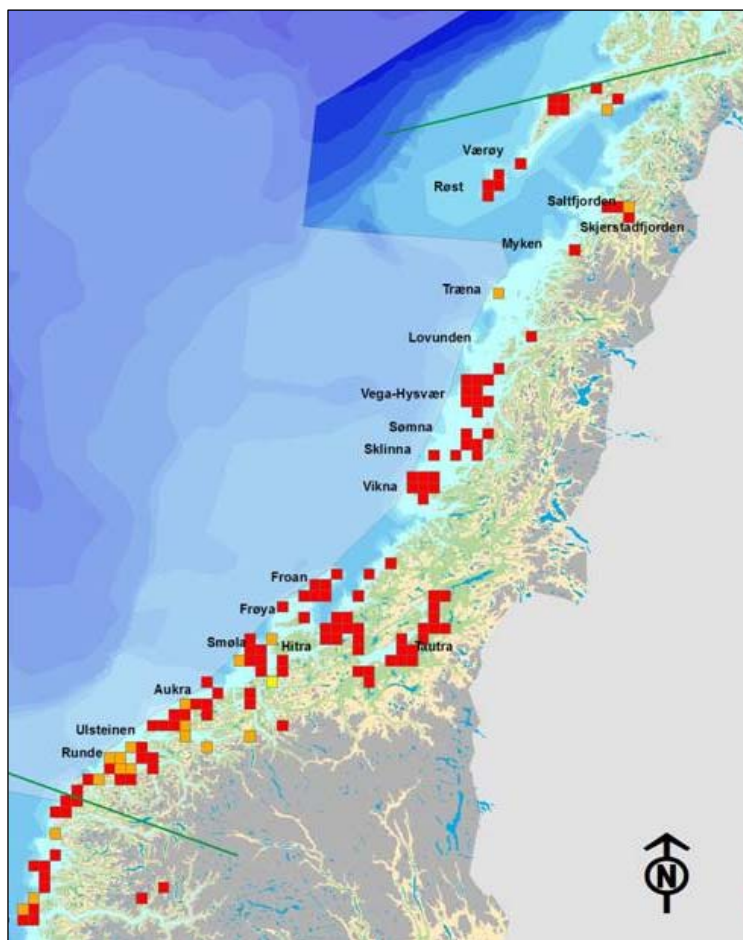 Værøy
Røst
Saltfjorden
Skjerstadfjorden
Myken
Træna
Lovunden
Vega-Hysvær
Sømna
Sklinna
Vikna
Froan
Frøya
Smøla
Hitra
Tautra
Aukra
Ulsteinen
Runde
N